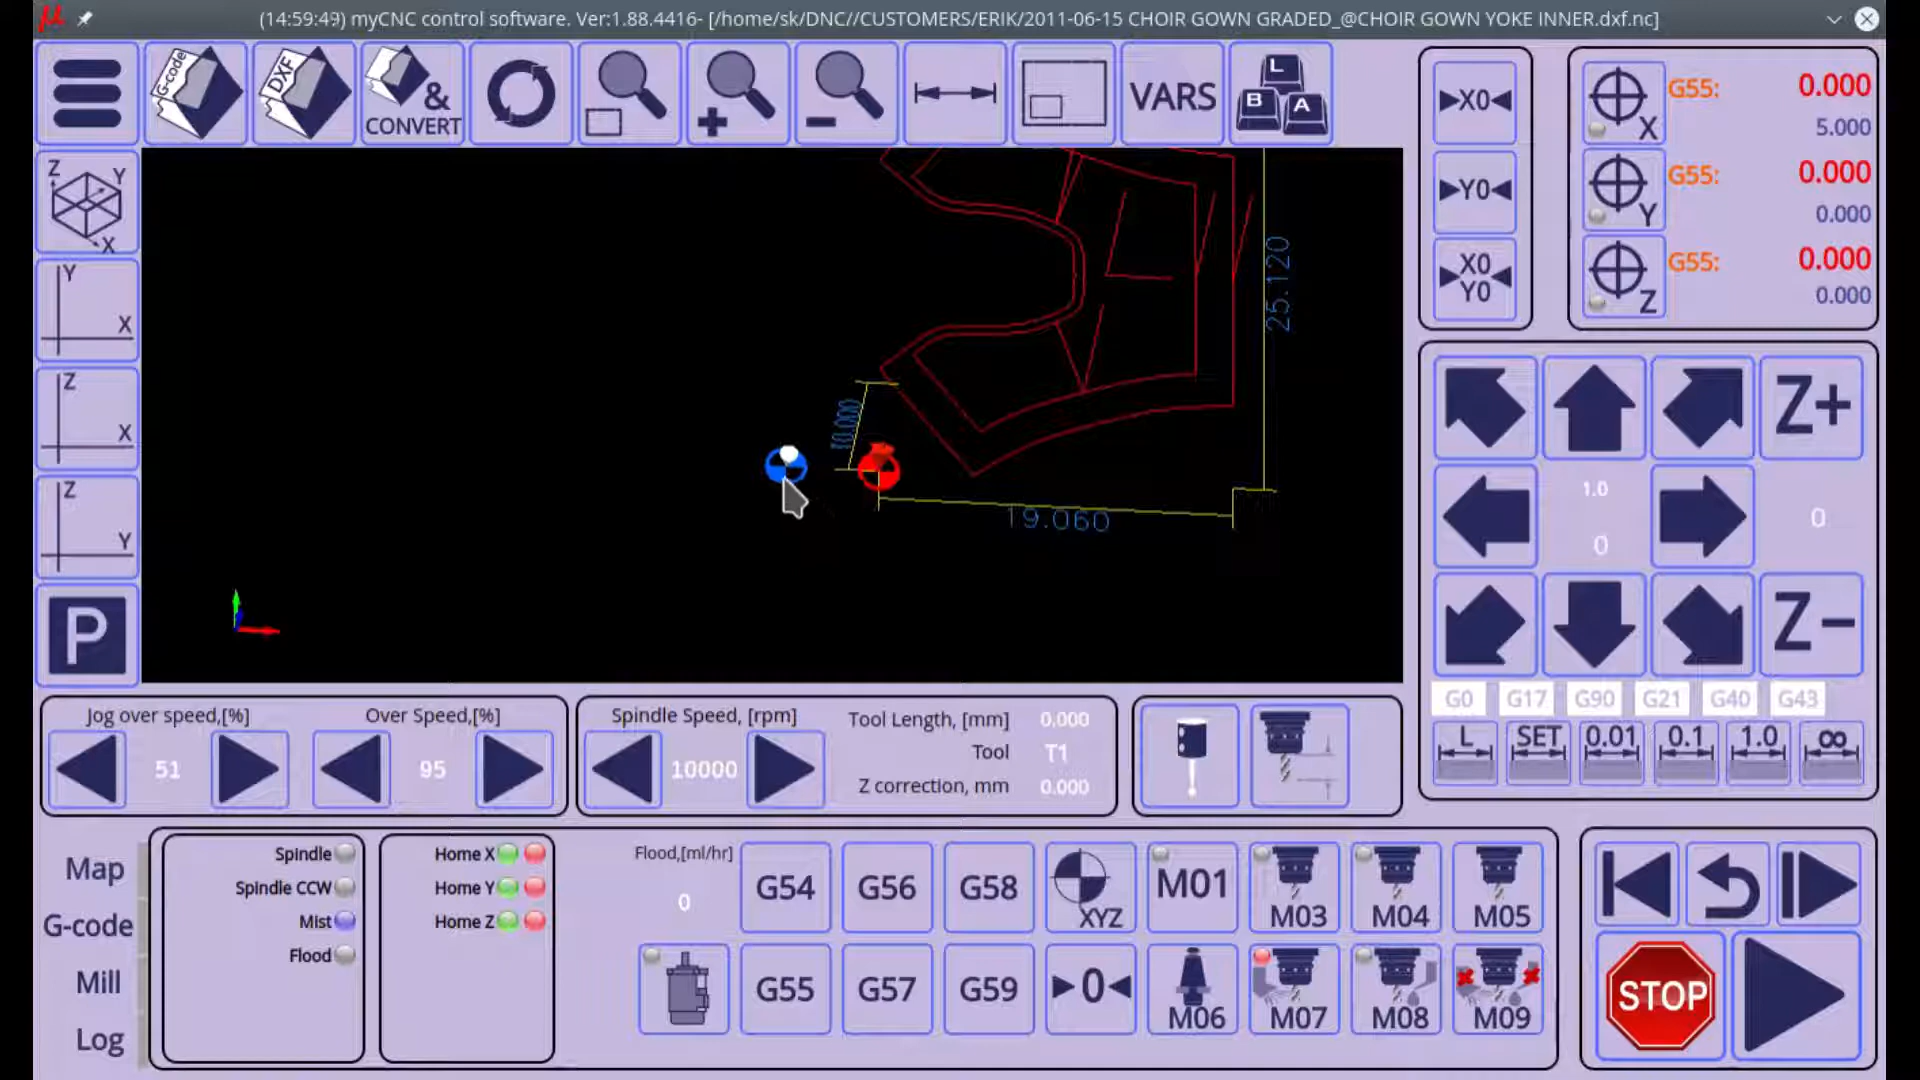 (14:59:49) myCNC control software. Ver:1.88.4416- [/home/sk/DNC//CUSTOMERS/ERIK/2011-06-15 CHOIR GOWN GRADED_@CHOIR GOWN YOKE INNER.dxf.nc]
G-code
DXF
& CONVERT
VARS
L
B A
Z Y X
Y X
Z X
Z Y
P
25.120
10.000
19.060
X0
Y0
X0
Y0
X G55: 0.000
5.000
Y G55: 0.000
0.000
Z G55: 0.000
0.000
Z+
1.0
0
0
Z-
G0 G17 G90 G21 G40 G43
L SET 0.01 0.1 1.0 ∞
Jog over speed,[%]
51
Over Speed,[%]
95
Spindle Speed, [rpm]
10000
Tool Length, [mm] 0.000
Tool T1
Z correction, mm 0.000
Map
G-code
Mill
Log
Spindle
Spindle CCW
Mist
Flood
Home X
Home Y
Home Z
Flood,[ml/hr]
0
G54 G56 G58 XYZ M01 M03 M04 M05
G55 G57 G59 0 M06 M07 M08 M09
STOP